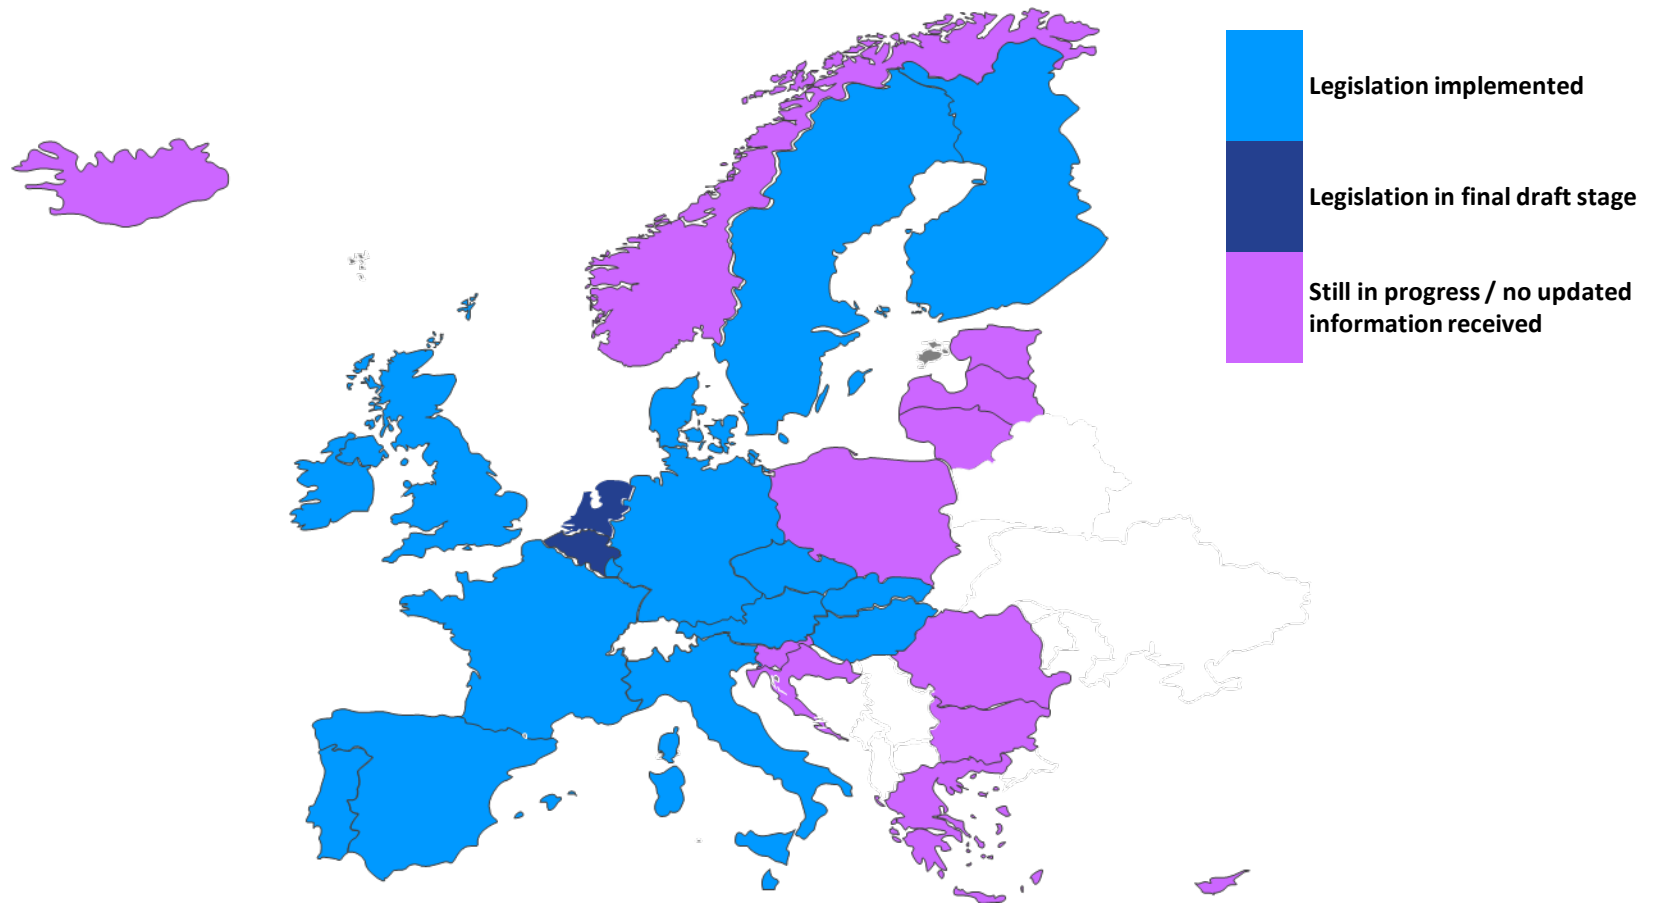 Legislation implemented
Legislation in final draft stage
Still in progress / no updated
information received